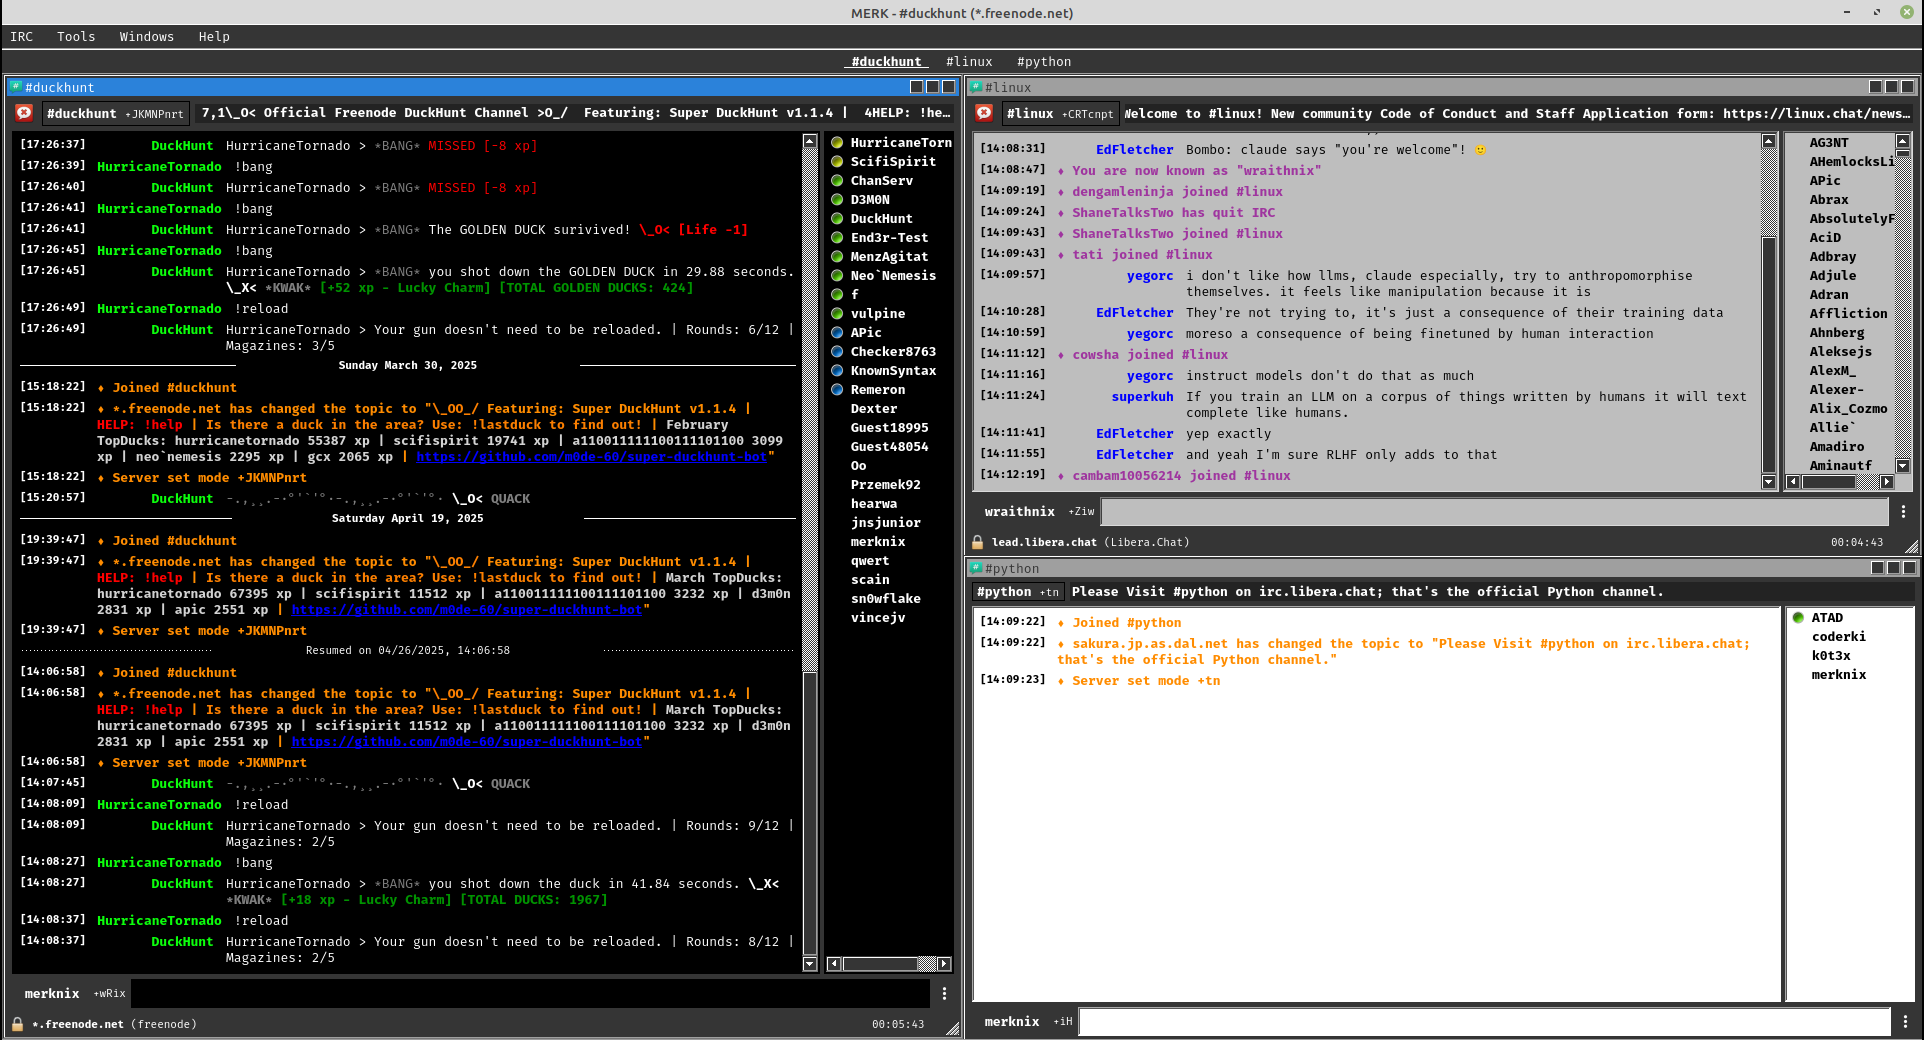 MERK - #duckhunt (*.freenode.net)
IRC Tools Windows Help
#duckhunt #linux #python
#duckhunt
#duckhunt +JKMNPnrt 7,1\_O< Official Freenode DuckHunt Channel >O_/ Featuring: Super DuckHunt v1.1.4 | 4HELP: !he…
[17:26:37] DuckHunt HurricaneTornado > *BANG* MISSED [-8 xp]
[17:26:39] HurricaneTornado !bang
[17:26:40] DuckHunt HurricaneTornado > *BANG* MISSED [-8 xp]
[17:26:41] HurricaneTornado !bang
[17:26:41] DuckHunt HurricaneTornado > *BANG* The GOLDEN DUCK surivived! \_O< [Life -1]
[17:26:45] HurricaneTornado !bang
[17:26:45] DuckHunt HurricaneTornado > *BANG* you shot down the GOLDEN DUCK in 29.88 seconds.
\_X< *KWAK* [+52 xp - Lucky Charm] [TOTAL GOLDEN DUCKS: 424]
[17:26:49] HurricaneTornado !reload
[17:26:49] DuckHunt HurricaneTornado > Your gun doesn't need to be reloaded. | Rounds: 6/12 |
Magazines: 3/5
Sunday March 30, 2025
[15:18:22] ♦ Joined #duckhunt
[15:18:22] ♦ *.freenode.net has changed the topic to "\_OO_/ Featuring: Super DuckHunt v1.1.4 |
HELP: !help | Is there a duck in the area? Use: !lastduck to find out! | February
TopDucks: hurricanetornado 55387 xp | scifispirit 19741 xp | a110011111100111101100 3099
xp | neo`nemesis 2295 xp | gcx 2065 xp | https://github.com/m0de-60/super-duckhunt-bot"
[15:18:22] ♦ Server set mode +JKMNPnrt
[15:20:57] DuckHunt -.,¸¸.-·°'`'°·-.,¸¸.-·°'`'°· \_O< QUACK
Saturday April 19, 2025
[19:39:47] ♦ Joined #duckhunt
[19:39:47] ♦ *.freenode.net has changed the topic to "\_OO_/ Featuring: Super DuckHunt v1.1.4 |
HELP: !help | Is there a duck in the area? Use: !lastduck to find out! | March TopDucks:
hurricanetornado 67395 xp | scifispirit 11512 xp | a110011111100111101100 3232 xp | d3m0n
2831 xp | apic 2551 xp | https://github.com/m0de-60/super-duckhunt-bot"
[19:39:47] ♦ Server set mode +JKMNPnrt
Resumed on 04/26/2025, 14:06:58
[14:06:58] ♦ Joined #duckhunt
[14:06:58] ♦ *.freenode.net has changed the topic to "\_OO_/ Featuring: Super DuckHunt v1.1.4 |
HELP: !help | Is there a duck in the area? Use: !lastduck to find out! | March TopDucks:
hurricanetornado 67395 xp | scifispirit 11512 xp | a110011111100111101100 3232 xp | d3m0n
2831 xp | apic 2551 xp | https://github.com/m0de-60/super-duckhunt-bot"
[14:06:58] ♦ Server set mode +JKMNPnrt
[14:07:45] DuckHunt -.,¸¸.-·°'`'°·-.,¸¸.-·°'`'°· \_O< QUACK
[14:08:09] HurricaneTornado !reload
[14:08:09] DuckHunt HurricaneTornado > Your gun doesn't need to be reloaded. | Rounds: 9/12 |
Magazines: 2/5
[14:08:27] HurricaneTornado !bang
[14:08:27] DuckHunt HurricaneTornado > *BANG* you shot down the duck in 41.84 seconds. \_X<
*KWAK* [+18 xp - Lucky Charm] [TOTAL DUCKS: 1967]
[14:08:37] HurricaneTornado !reload
[14:08:37] DuckHunt HurricaneTornado > Your gun doesn't need to be reloaded. | Rounds: 8/12 |
Magazines: 2/5
HurricaneTorn
ScifiSpirit
ChanServ
D3M0N
DuckHunt
End3r-Test
MenzAgitat
Neo`Nemesis
f
vulpine
APic
Checker8763
KnownSyntax
Remeron
Dexter
Guest18995
Guest48054
Oo
Przemek92
hearwa
jnsjunior
merknix
qwert
scain
sn0wflake
vincejv
merknix +wRix
*.freenode.net (freenode) 00:05:43
#linux
#linux +CRTcnpt Welcome to #linux! New community Code of Conduct and Staff Application form: https://linux.chat/news…
[14:08:31] EdFletcher Bombo: claude says "you're welcome"! 🙂
[14:08:47] ♦ You are now known as "wraithnix"
[14:09:19] ♦ dengamleninja joined #linux
[14:09:24] ♦ ShaneTalksTwo has quit IRC
[14:09:43] ♦ ShaneTalksTwo joined #linux
[14:09:43] ♦ tati joined #linux
[14:09:57] yegorc i don't like how llms, claude especially, try to anthropomorphise
themselves. it feels like manipulation because it is
[14:10:28] EdFletcher They're not trying to, it's just a consequence of their training data
[14:10:59] yegorc moreso a consequence of being finetuned by human interaction
[14:11:12] ♦ cowsha joined #linux
[14:11:16] yegorc instruct models don't do that as much
[14:11:24] superkuh If you train an LLM on a corpus of things written by humans it will text
complete like humans.
[14:11:41] EdFletcher yep exactly
[14:11:55] EdFletcher and yeah I'm sure RLHF only adds to that
[14:12:19] ♦ cambam10056214 joined #linux
AG3NT
AHemlocksLi
APic
Abrax
AbsolutelyF
AciD
Adbray
Adjule
Adran
Affliction
Ahnberg
Aleksejs
AlexM_
Alexer-
Alix_Cozmo
Allie`
Amadiro
Aminautf
wraithnix +Ziw
lead.libera.chat (Libera.Chat) 00:04:43
#python
#python +tn Please Visit #python on irc.libera.chat; that's the official Python channel.
[14:09:22] ♦ Joined #python
[14:09:22] ♦ sakura.jp.as.dal.net has changed the topic to "Please Visit #python on irc.libera.chat;
that's the official Python channel."
[14:09:23] ♦ Server set mode +tn
ATAD
coderki
k0t3x
merknix
merknix +iH